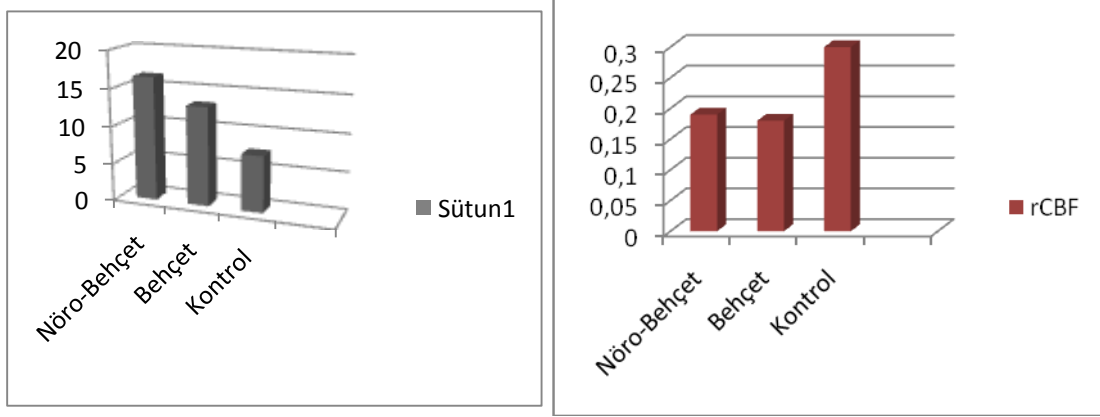 20
15
10
5
0
Nöro-Behçet
Behçet
Kontrol
Sütun1
0,3
0,25
0,2
0,15
0,1
0,05
0
Nöro-Behçet
Behçet
Kontrol
rCBF